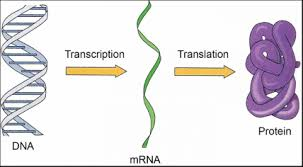 Transcription
Translation
DNA
mRNA
Protein